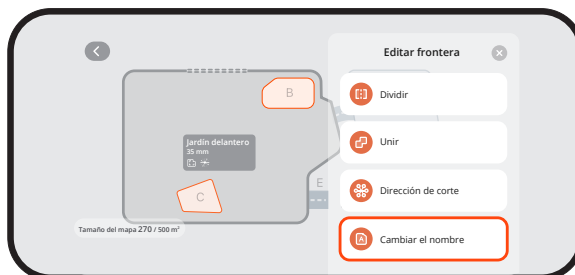 Editar frontera
B
Dividir
Jardín delantero
35 mm
Unir
E
Dirección de corte
C
Tamaño del mapa 270 / 500 m²
Cambiar el nombre